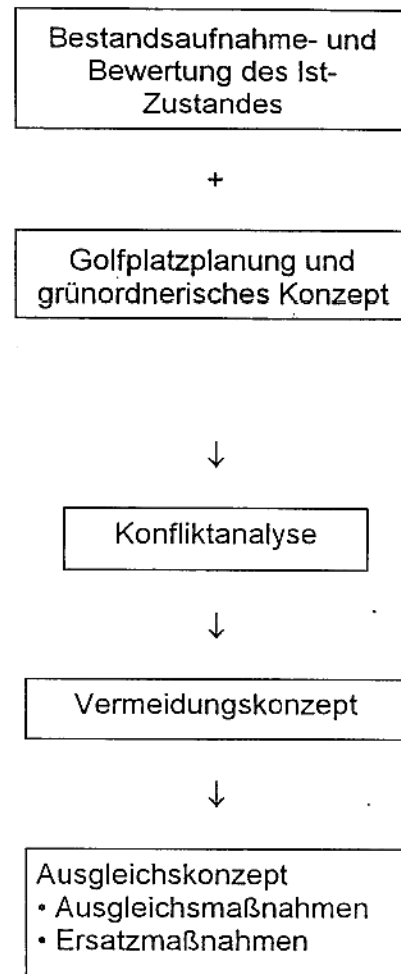 Bestandsaufnahme- und
Bewertung des Ist-
Zustandes
+
Golfplatzplanung und
grünordnerisches Konzept
↓
Konfliktanalyse
↓
Vermeidungskonzept
↓
Ausgleichskonzept
• Ausgleichsmaßnahmen
• Ersatzmaßnahmen